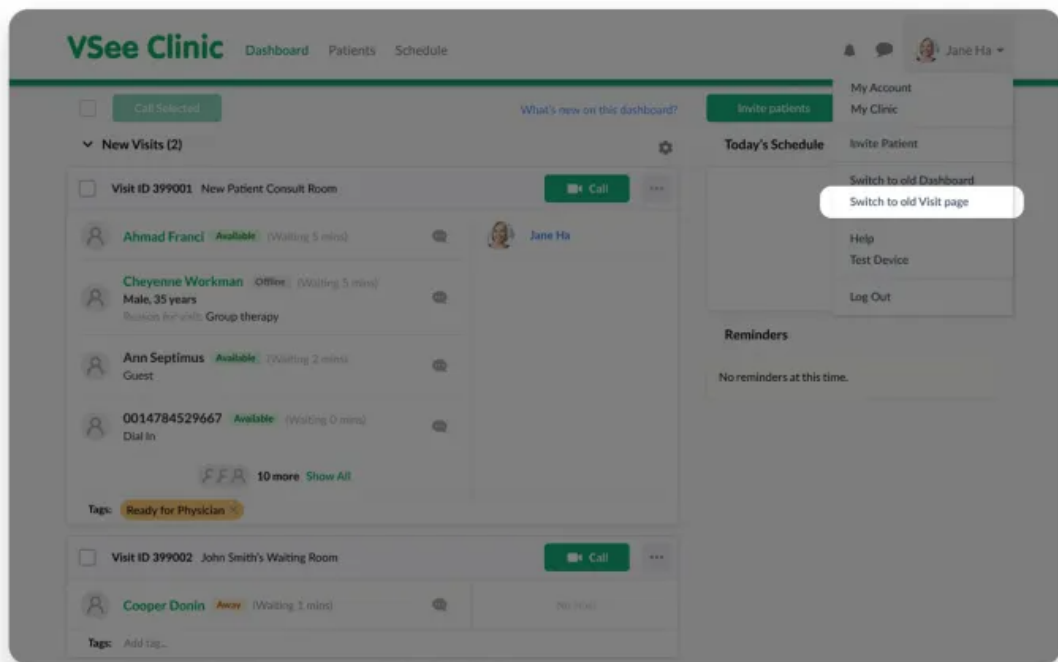 VSee Clinic Dashboard Patients Schedule Jane Ha
My Account
My Clinic
Invite Patient
Switch to old Dashboard
Switch to old Visit page
Help
Test Device
Log Out
Call Selected What's new on this dashboard? Invite patients
New Visits (2) Today's Schedule
Visit ID 399001 New Patient Consult Room Call
Ahmad Franci Available (Waiting 5 mins) Jane Ha
Cheyenne Workman Offline (Waiting 5 mins)
Male, 35 years
Reason for visit: Group therapy
Ann Septimus Available (Waiting 2 mins)
Guest
0014784529667 Available (Waiting 0 mins)
Dial In
10 more Show All
Tags: Ready for Physician
Reminders
No reminders at this time.
Visit ID 399002 John Smith's Waiting Room Call
Cooper Donin Away (Waiting 1 mins)
Tags: Add tag...